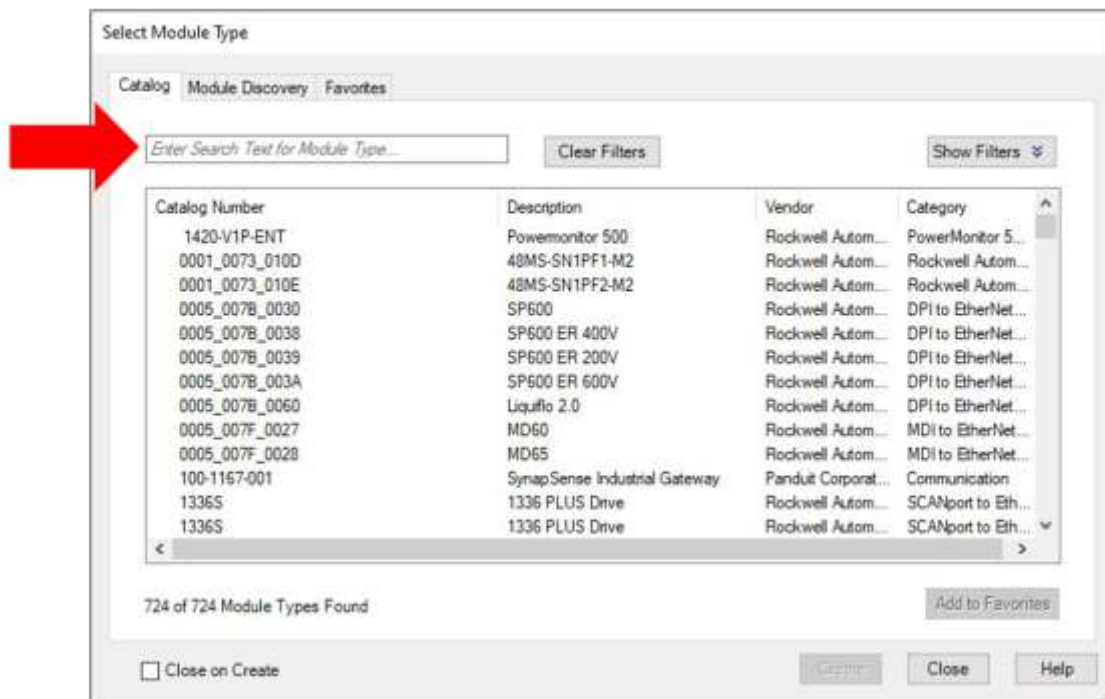 Select Module Type
Catalog Module Discovery Favorites
Enter Search Text for Module Type... Clear Filters Show Filters
Catalog Number Description Vendor Category
1420-V1P-ENT Powermonitor 500 Rockwell Autom... PowerMonitor 5...
0001_0073_010D 48MS-SN1PF1-M2 Rockwell Autom... Rockwell Autom...
0001_0073_010E 48MS-SN1PF2-M2 Rockwell Autom... Rockwell Autom...
0005_007B_0030 SP600 Rockwell Autom... DPI to EtherNet...
0005_007B_0038 SP600 ER 400V Rockwell Autom... DPI to EtherNet...
0005_007B_0039 SP600 ER 200V Rockwell Autom... DPI to EtherNet...
0005_007B_003A SP600 ER 600V Rockwell Autom... DPI to EtherNet...
0005_007B_0060 Liquiflo 2.0 Rockwell Autom... DPI to EtherNet...
0005_007F_0027 MD60 Rockwell Autom... MDI to EtherNet...
0005_007F_0028 MD65 Rockwell Autom... MDI to EtherNet...
100-1167-001 SynapSense Industrial Gateway Panduit Corporat... Communication
1336S 1336 PLUS Drive Rockwell Autom... SCANport to Eth...
1336S 1336 PLUS Drive Rockwell Autom... SCANport to Eth...
724 of 724 Module Types Found Add to Favorites
Close on Create Create Close Help